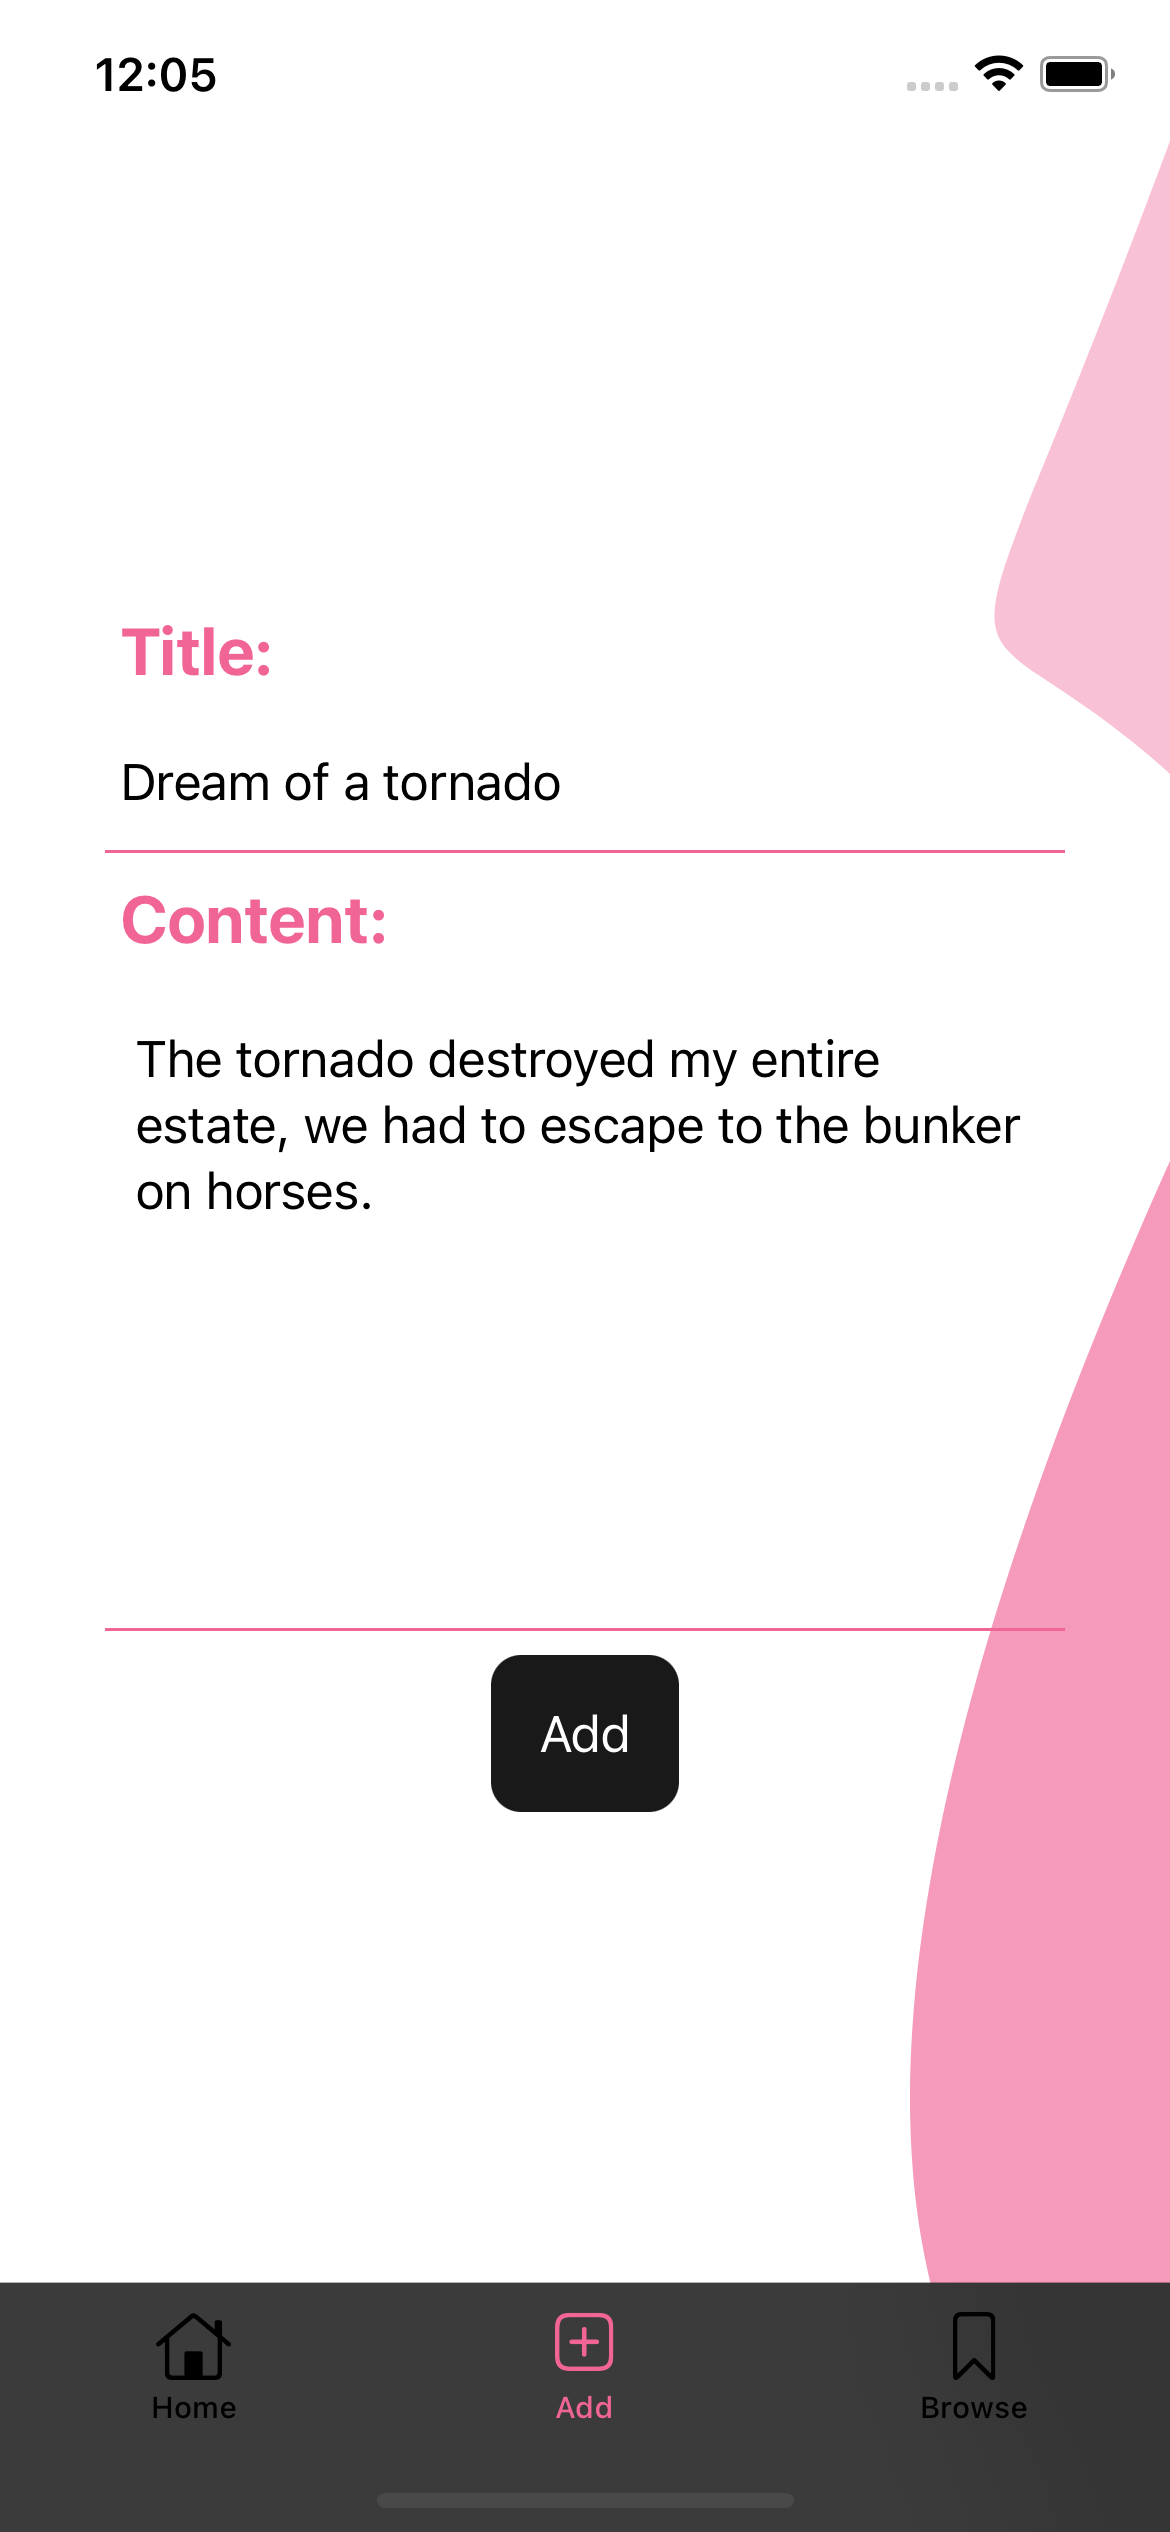 12:05
Title:
Dream of a tornado
Content:
The tornado destroyed my entire
estate, we had to escape to the bunker
on horses.
Add
Home
Add
Browse